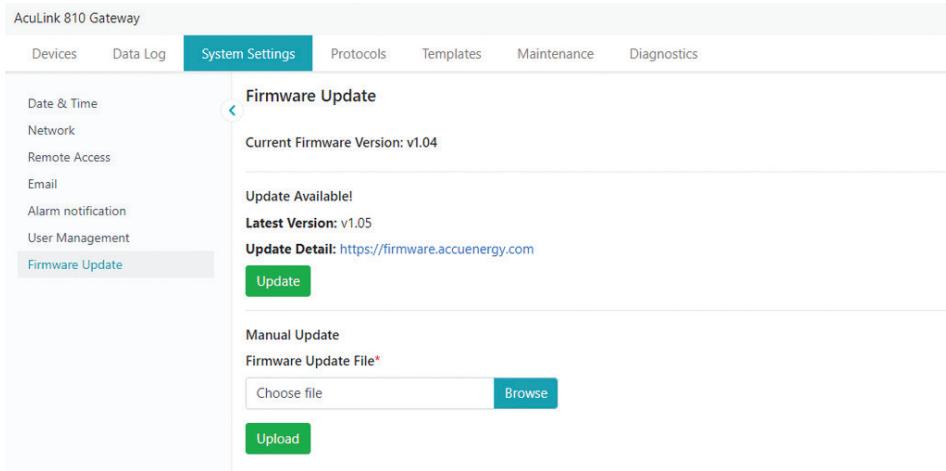 AcuLink 810 Gateway
Devices Data Log System Settings Protocols Templates Maintenance Diagnostics
Date & Time
Network
Remote Access
Email
Alarm notification
User Management
Firmware Update
Firmware Update
Current Firmware Version: v1.04
Update Available!
Latest Version: v1.05
Update Detail: https://firmware.accuenergy.com
Update
Manual Update
Firmware Update File*
Choose file Browse
Upload